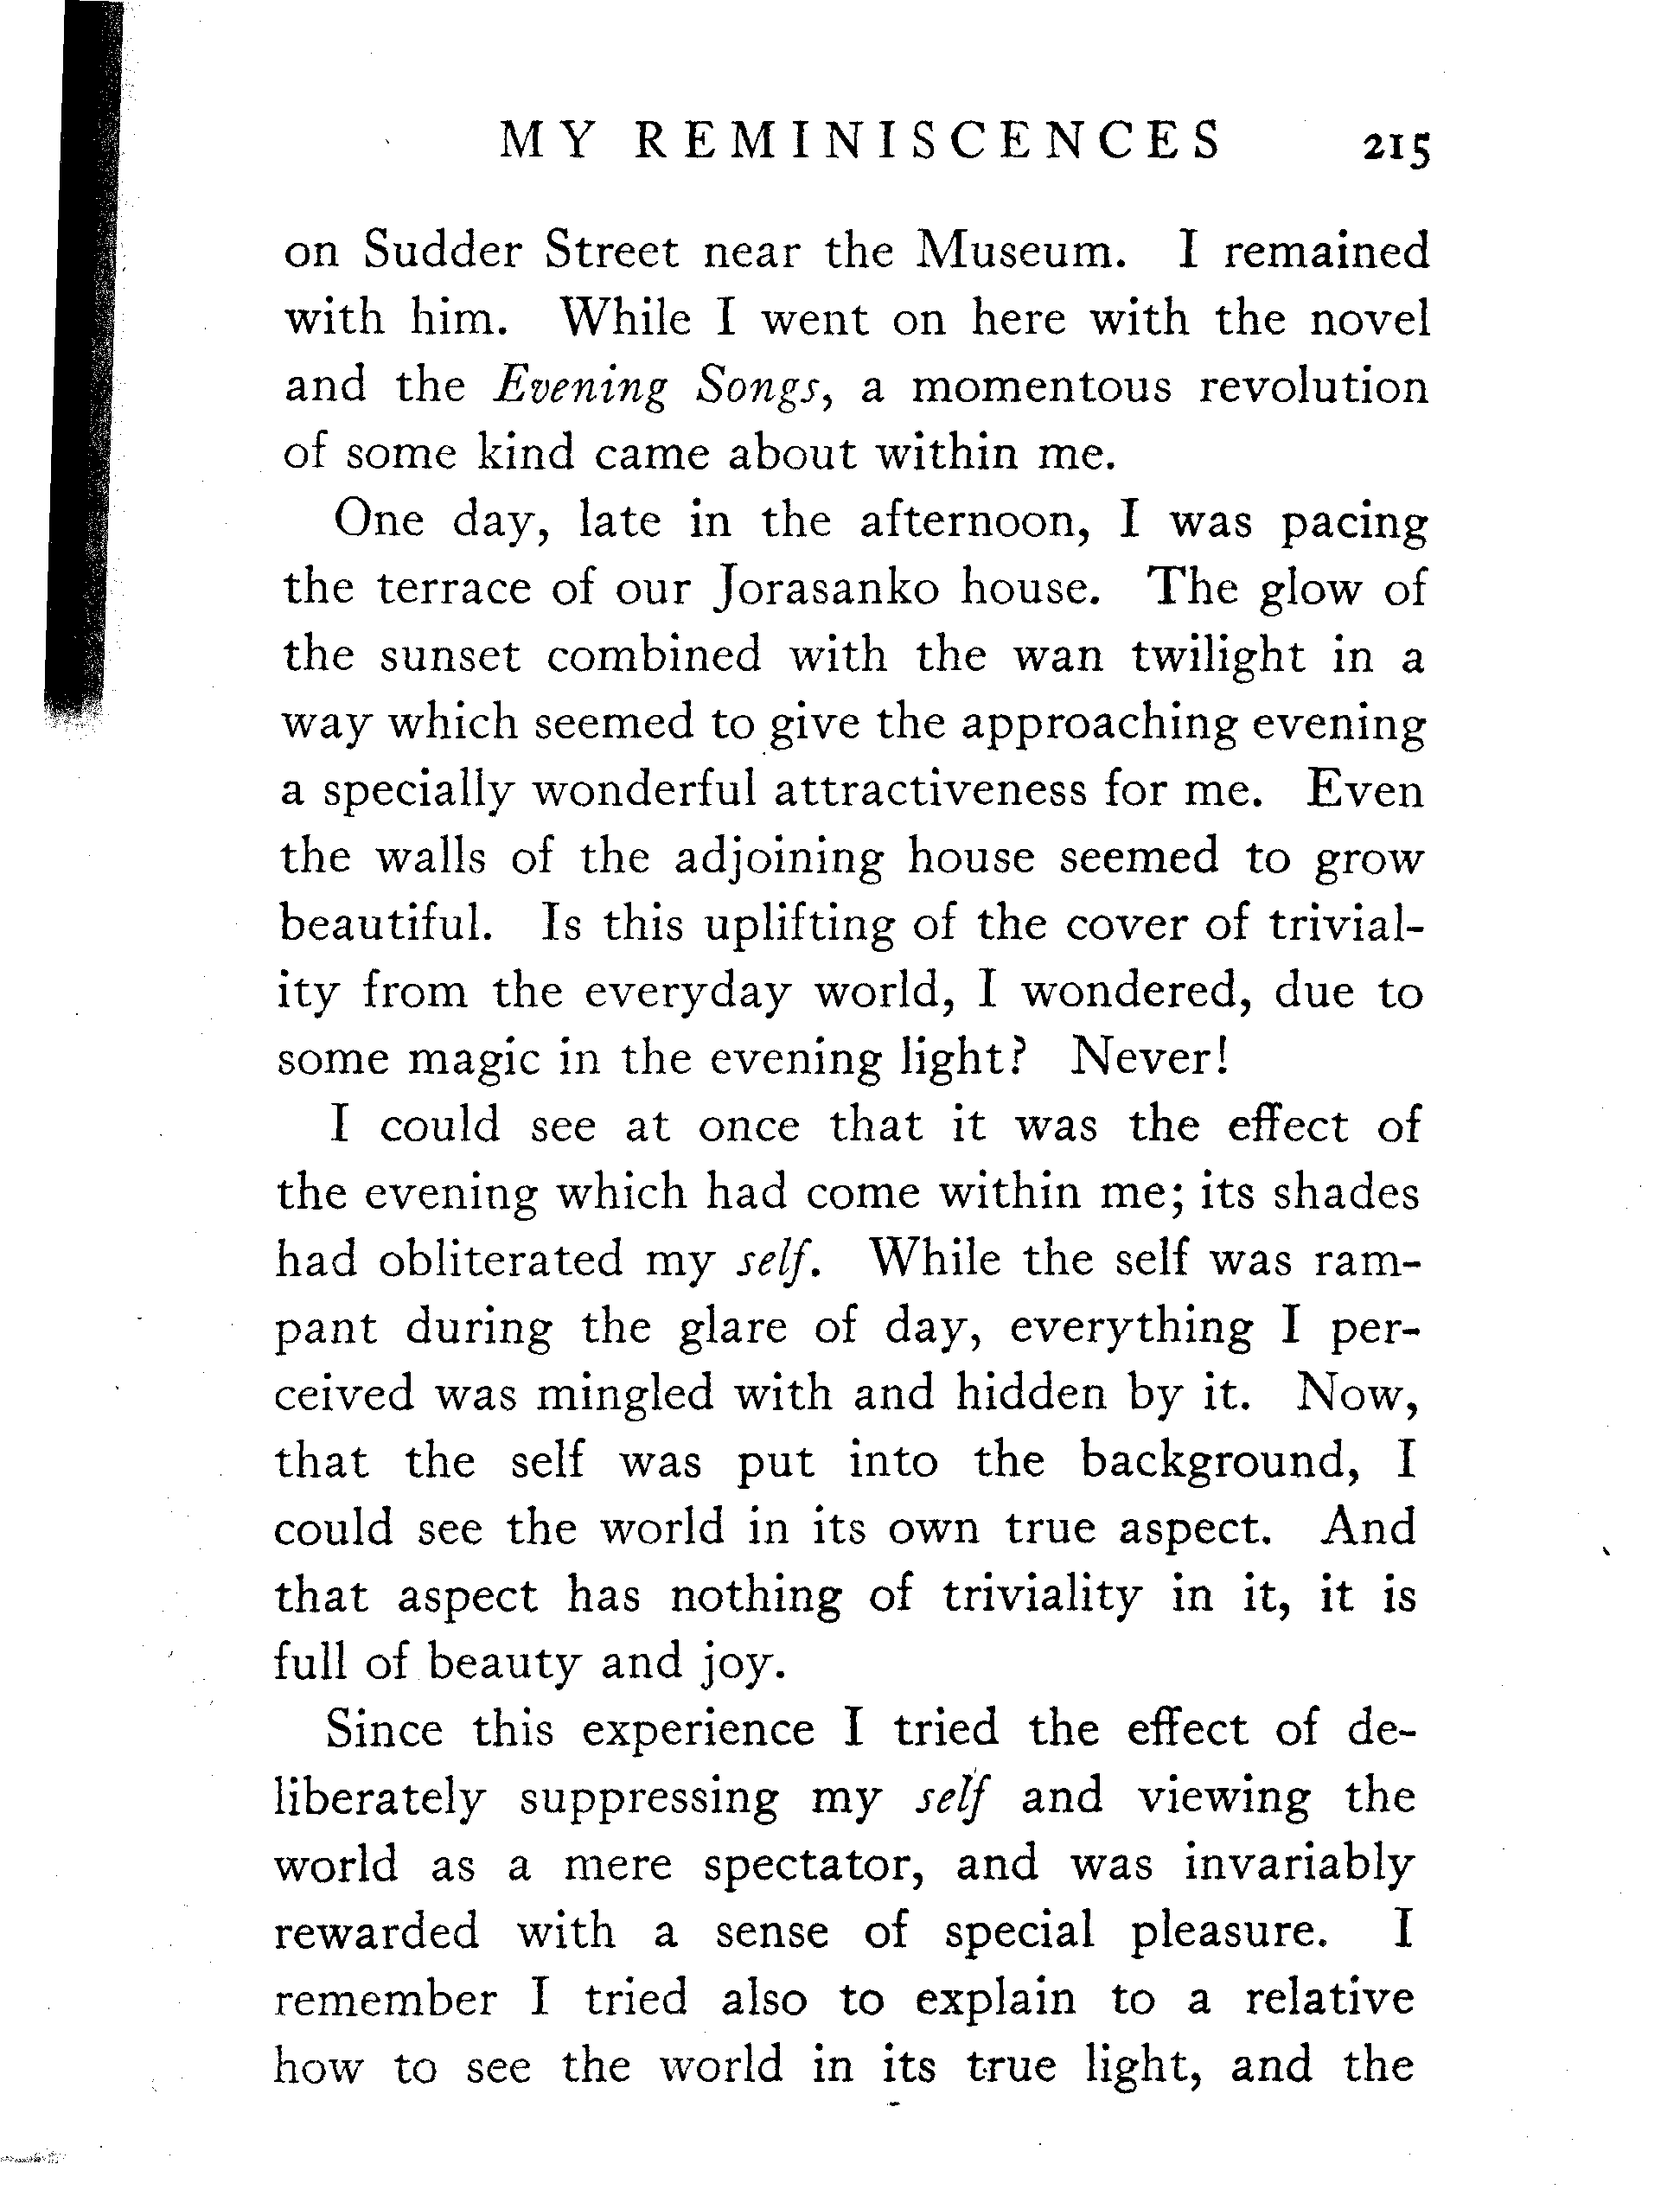 MY REMINISCENCES 215
on Sudder Street near the Museum. I remained
with him. While I went on here with the novel
and the Evening Songs, a momentous revolution
of some kind came about within me.
One day, late in the afternoon, I was pacing
the terrace of our Jorasanko house. The glow of
the sunset combined with the wan twilight in a
way which seemed to give the approaching evening
a specially wonderful attractiveness for me. Even
the walls of the adjoining house seemed to grow
beautiful. Is this uplifting of the cover of trivial-
ity from the everyday world, I wondered, due to
some magic in the evening light? Never!
I could see at once that it was the effect of
the evening which had come within me; its shades
had obliterated my self. While the self was ram-
pant during the glare of day, everything I per-
ceived was mingled with and hidden by it. Now,
that the self was put into the background, I
could see the world in its own true aspect. And
that aspect has nothing of triviality in it, it is
full of beauty and joy.
Since this experience I tried the effect of de-
liberately suppressing my self and viewing the
world as a mere spectator, and was invariably
rewarded with a sense of special pleasure. I
remember I tried also to explain to a relative
how to see the world in its true light, and the